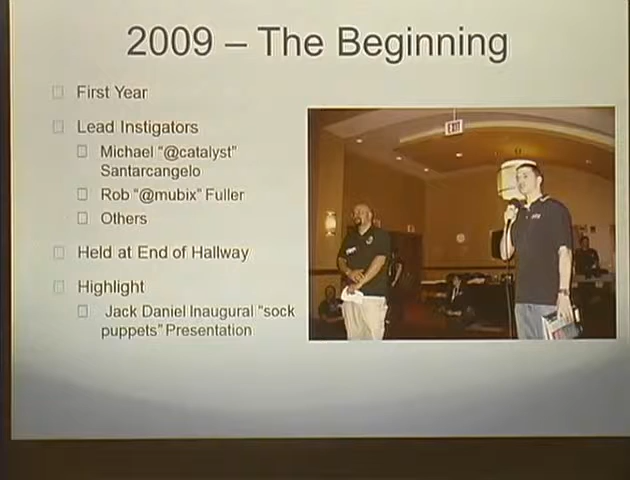 2009 – The Beginning
First Year
Lead Instigators
Michael "@catalyst"
Santarcangelo
Rob "@mubix" Fuller
Others
Held at End of Hallway
Highlight
Jack Daniel Inaugural "sock
puppets" Presentation
EXIT